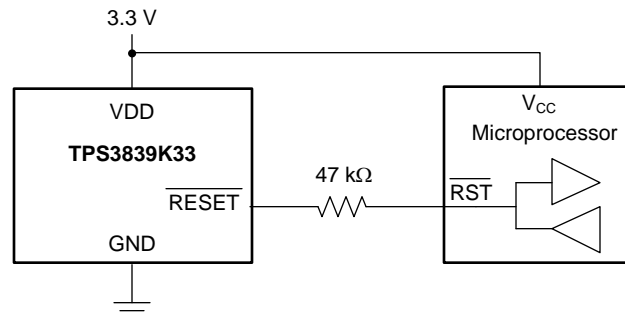 3.3 V
VDD
TPS3839K33
RESET
GND
47 kΩ
VCC
Microprocessor
RST